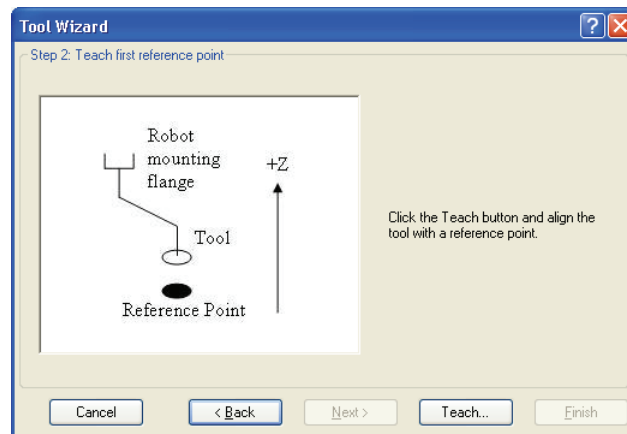 Tool Wizard
Step 2: Teach first reference point
Robot
mounting
flange
+Z
Tool
Reference Point
Click the Teach button and align the
tool with a reference point.
Cancel
< Back
Next >
Teach...
Finish